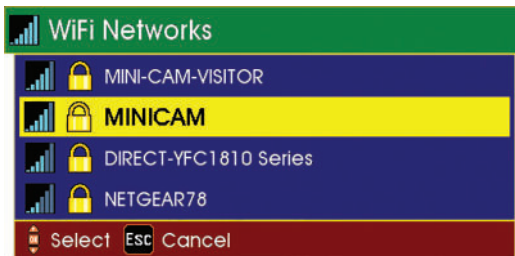 WiFi Networks
MINI-CAM-VISITOR
MINICAM
DIRECT-YFC1810 Series
NETGEAR78
Select Esc Cancel